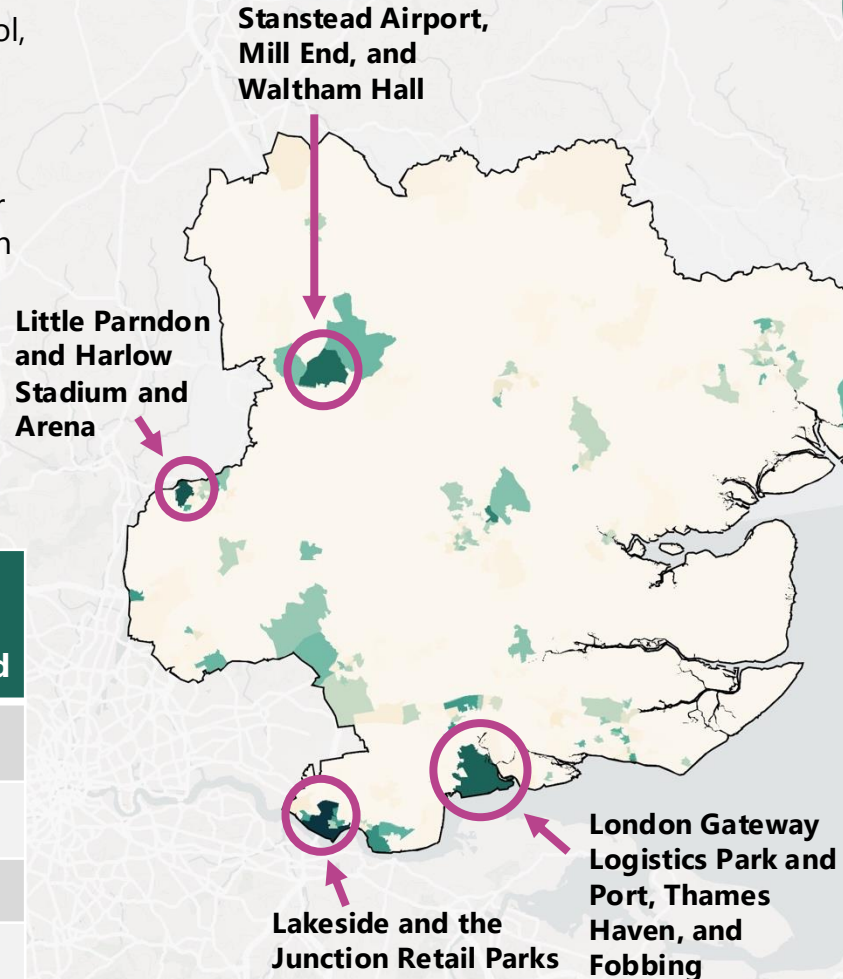 Stanstead Airport,
Mill End, and
Waltham Hall
Little Parndon
and Harlow
Stadium and
Arena
London Gateway
Logistics Park and
Port, Thames
Haven, and
Fobbing
Lakeside and the
Junction Retail Parks